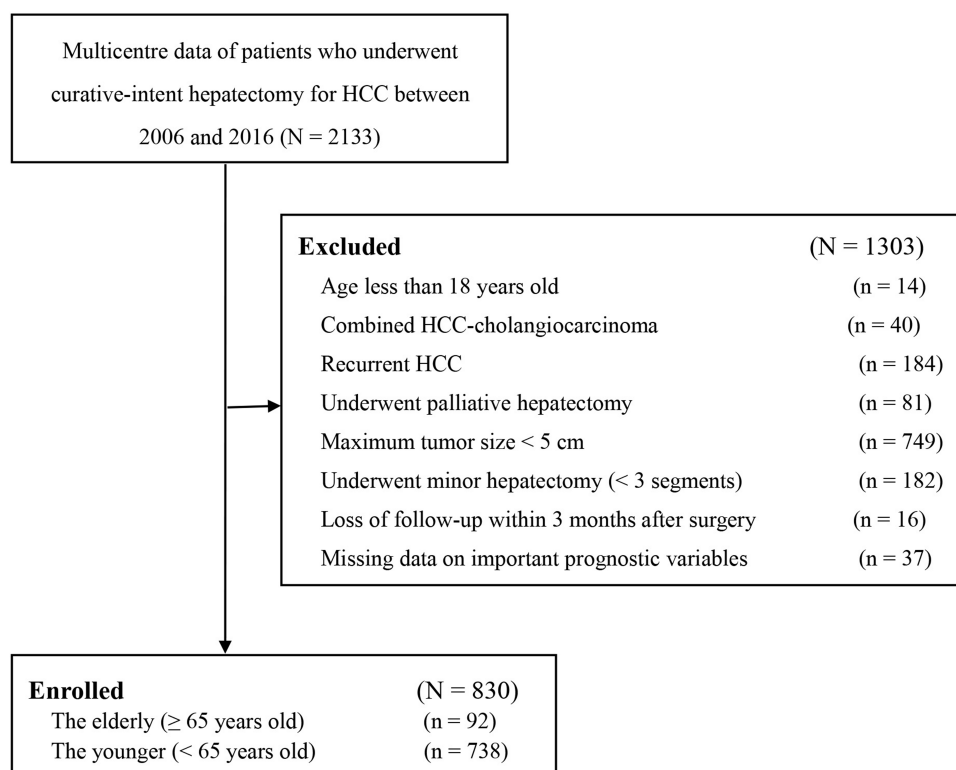 Multicentre data of patients who underwent
curative-intent hepatectomy for HCC between
2006 and 2016 (N = 2133)
Excluded (N = 1303)
Age less than 18 years old (n = 14)
Combined HCC-cholangiocarcinoma (n = 40)
Recurrent HCC (n = 184)
Underwent palliative hepatectomy (n = 81)
Maximum tumor size < 5 cm (n = 749)
Underwent minor hepatectomy (< 3 segments) (n = 182)
Loss of follow-up within 3 months after surgery (n = 16)
Missing data on important prognostic variables (n = 37)
Enrolled (N = 830)
The elderly (≥ 65 years old) (n = 92)
The younger (< 65 years old) (n = 738)